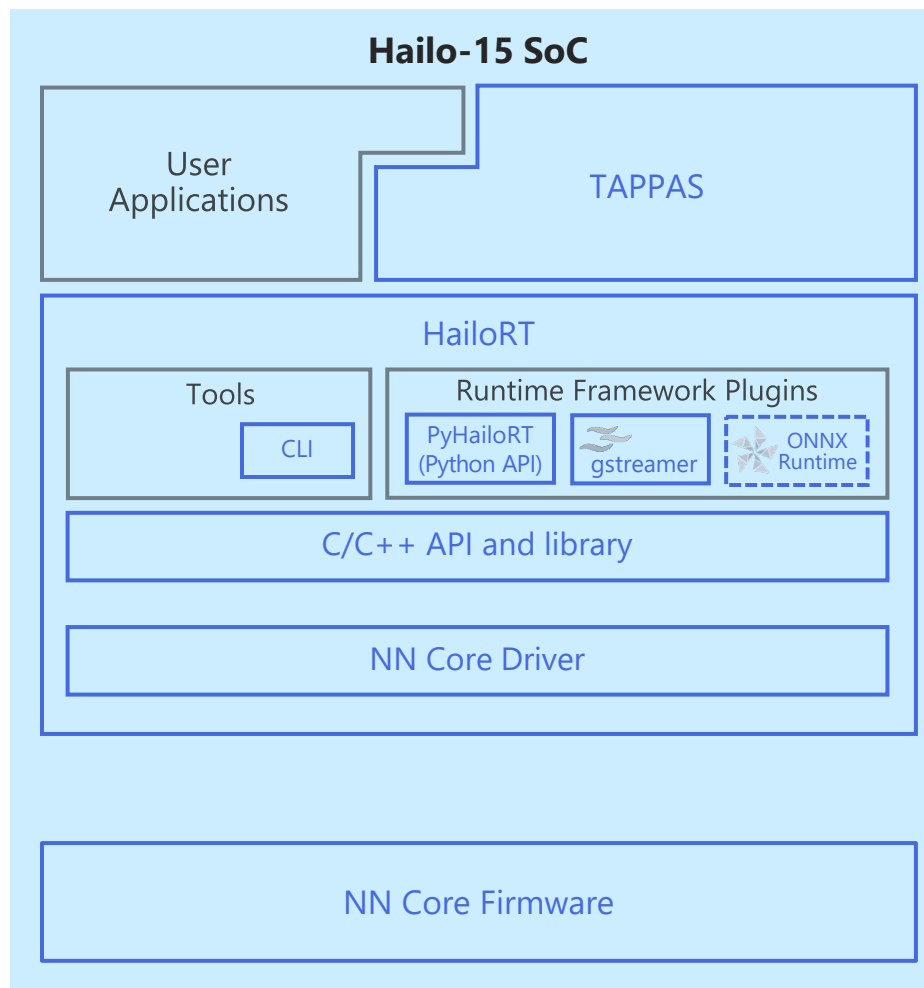 Hailo-15 SoC
User
Applications
TAPPAS
HailoRT
Tools
CLI
Runtime Framework Plugins
PyHailoRT
(Python API)
gstreamer
ONNX
Runtime
C/C++ API and library
NN Core Driver
NN Core Firmware